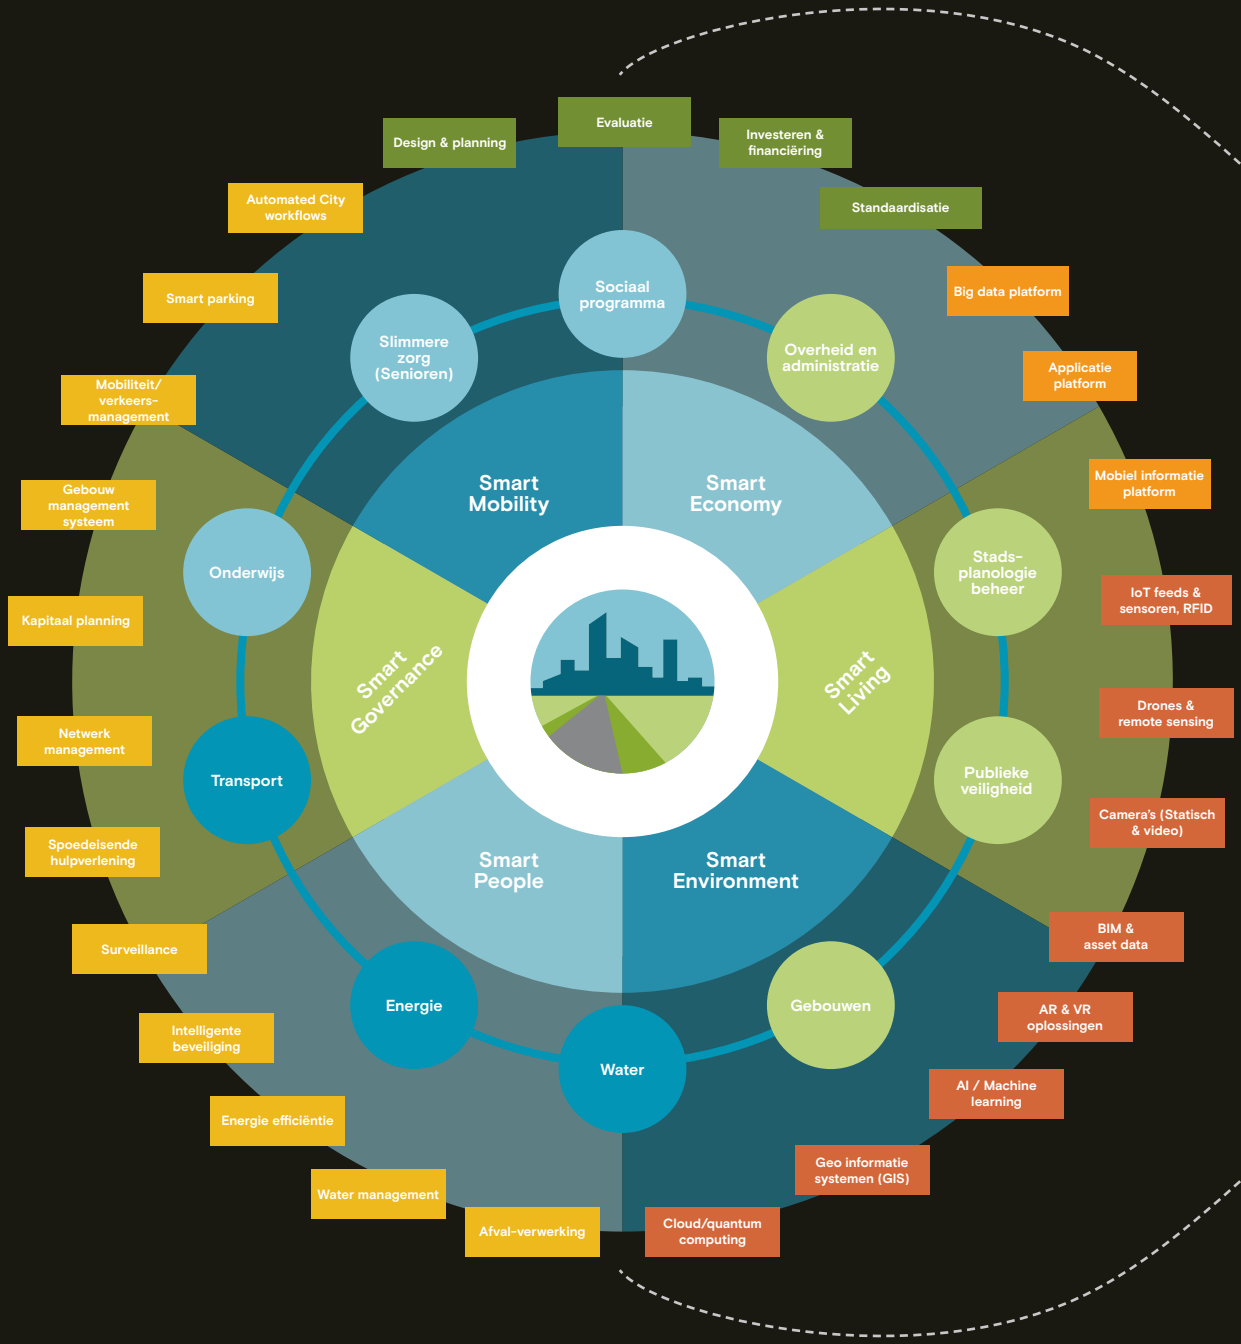 Evaluatie
Design & planning
Investeren &
financiëring
Automated City
workflows
Standaardisatie
Smart parking
Big data platform
Mobiliteit/
verkeers-
management
Applicatie
platform
Gebouw
management
systeem
Mobiel informatie
platform
Kapitaal planning
IoT feeds &
sensoren, RFID
Netwerk
management
Drones &
remote sensing
Spoedeisende
hulpverlening
Camera's (Statisch
& video)
Surveillance
BIM &
asset data
Intelligente
beveiliging
AR & VR
oplossingen
Energie efficiëntie
AI / Machine
learning
Water management
Geo informatie
systemen (GIS)
Afval-verwerking
Cloud/quantum
computing
Sociaal
programma
Slimmere
zorg
(Senioren)
Overheid en
administratie
Onderwijs
Stads-
planologie
beheer
Transport
Publieke
veiligheid
Energie
Gebouwen
Water
Smart
Mobility
Smart
Economy
Smart
Governance
Smart
Living
Smart
People
Smart
Environment